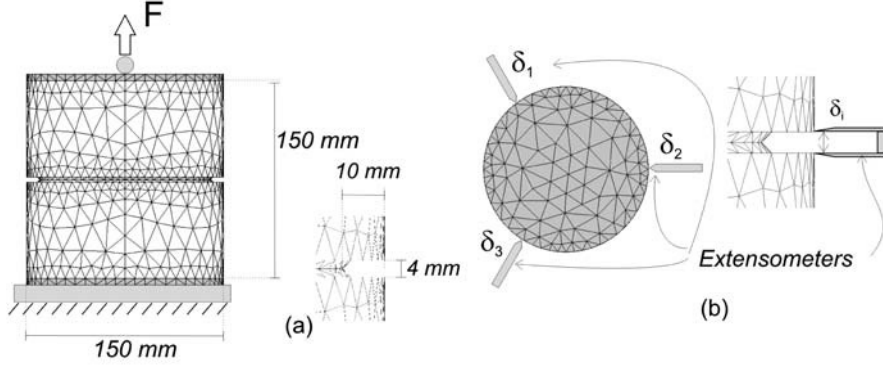 F
150 mm
10 mm
4 mm
(a)
150 mm
δ1
δ2
δ3
δi
Extensometers
(b)